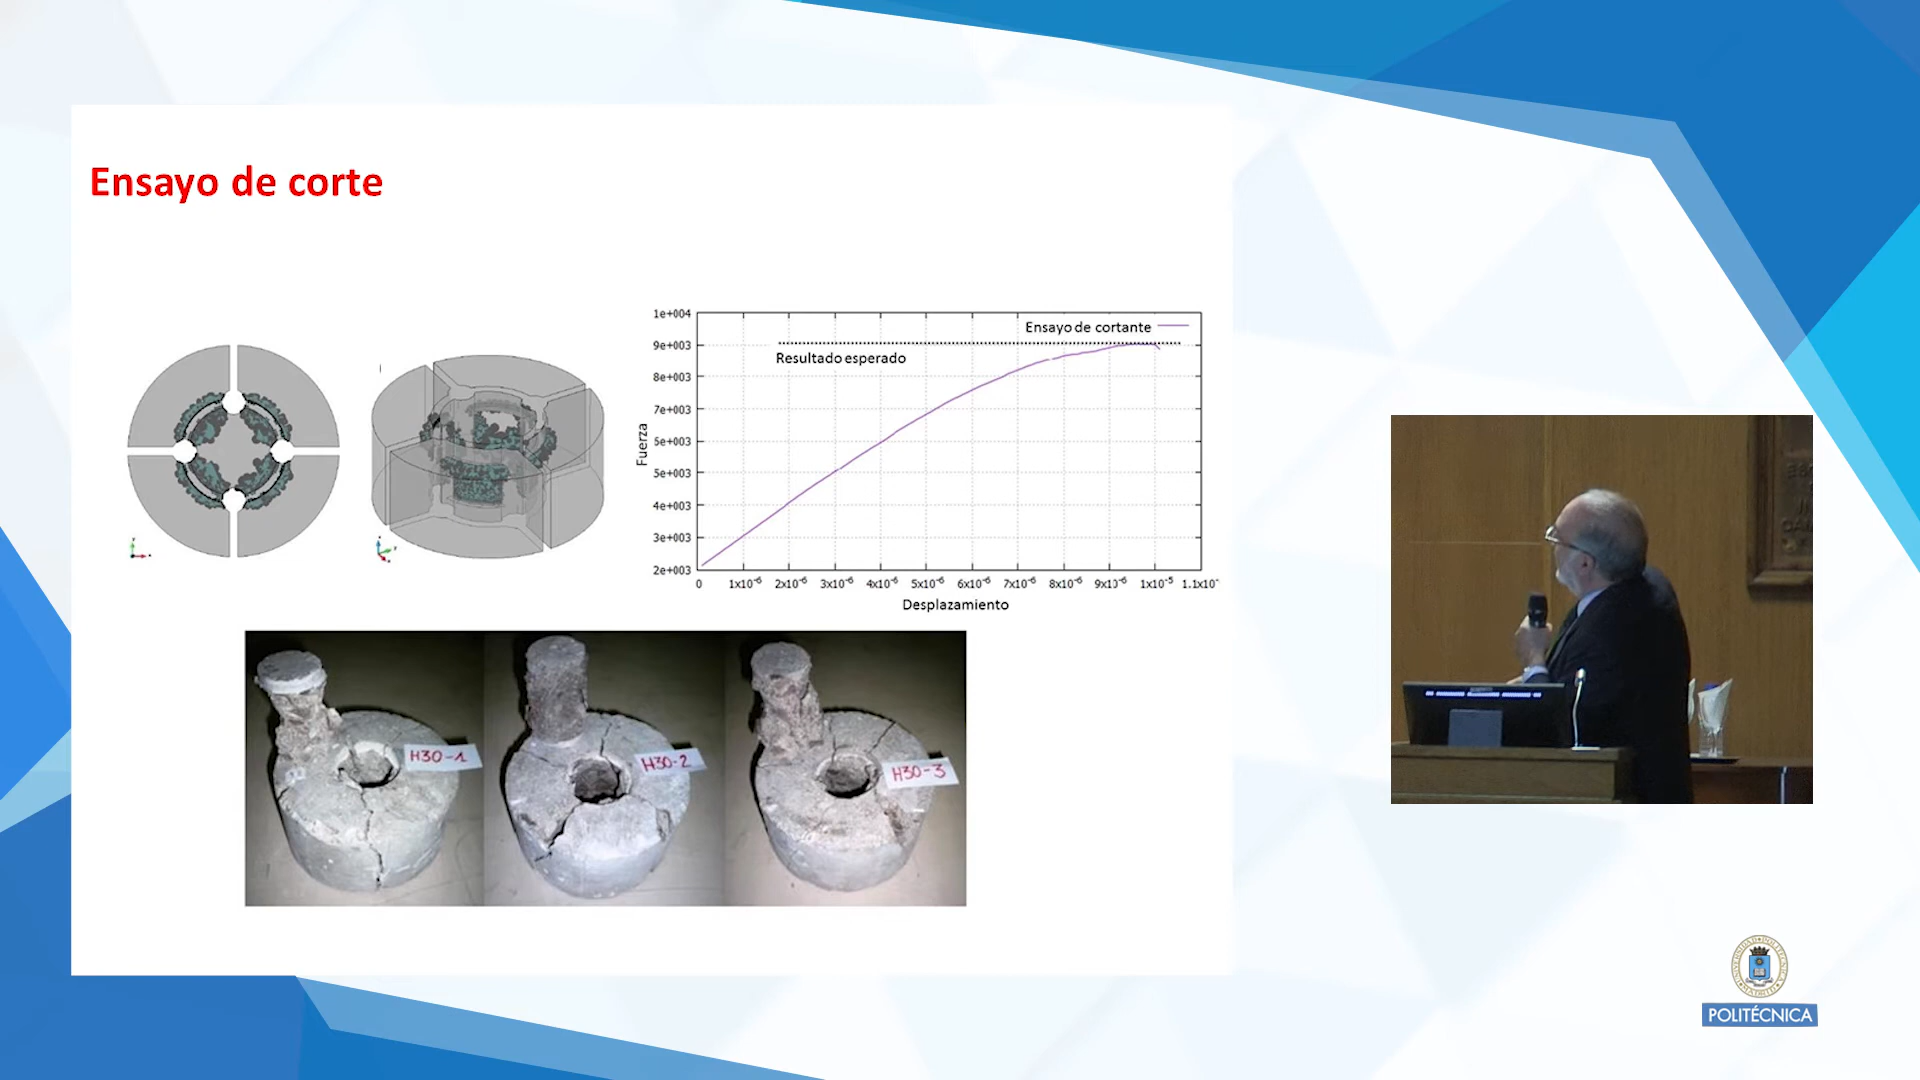 Ensayo de corte
1e+004
9e+003
8e+003
7e+003
5e+003
5e+003
4e+003
3e+003
2e+003
Fuerza
Ensayo de cortante
Resultado esperado
0 1x10-6 2x10-6 3x10-6 4x10-6 5x10-6 6x10-6 7x10-6 8x10-6 9x10-6 1x10-5 1.1x10-
Desplazamiento
H30-1
H30-2
H30-3
POLITÉCNICA